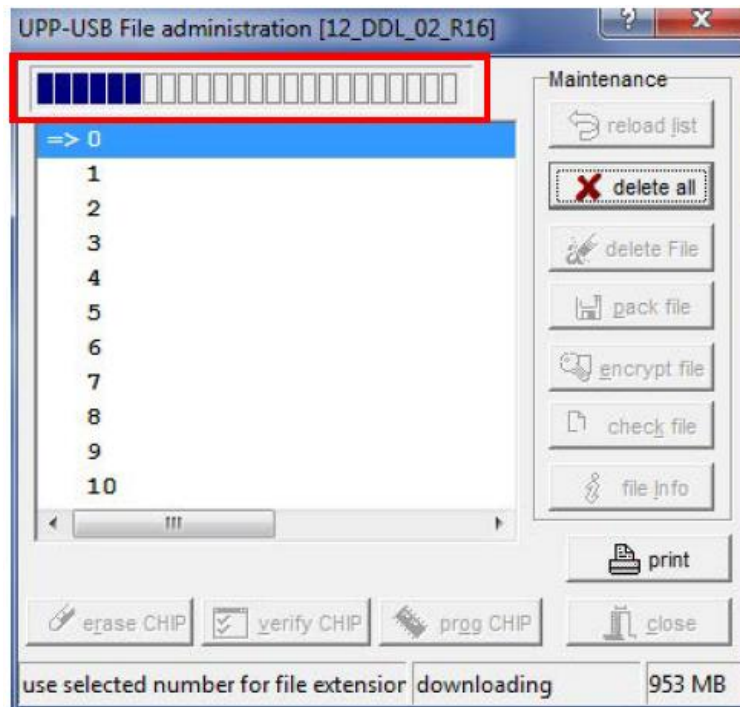 UPP-USB File administration [12_DDL_02_R16]
?
X
Maintenance
=> 0
1
2
3
4
5
6
7
8
9
10
reload list
delete all
delete File
pack file
encrypt file
check file
file Info
print
erase CHIP
verify CHIP
prog CHIP
close
use selected number for file extension
downloading
953 MB